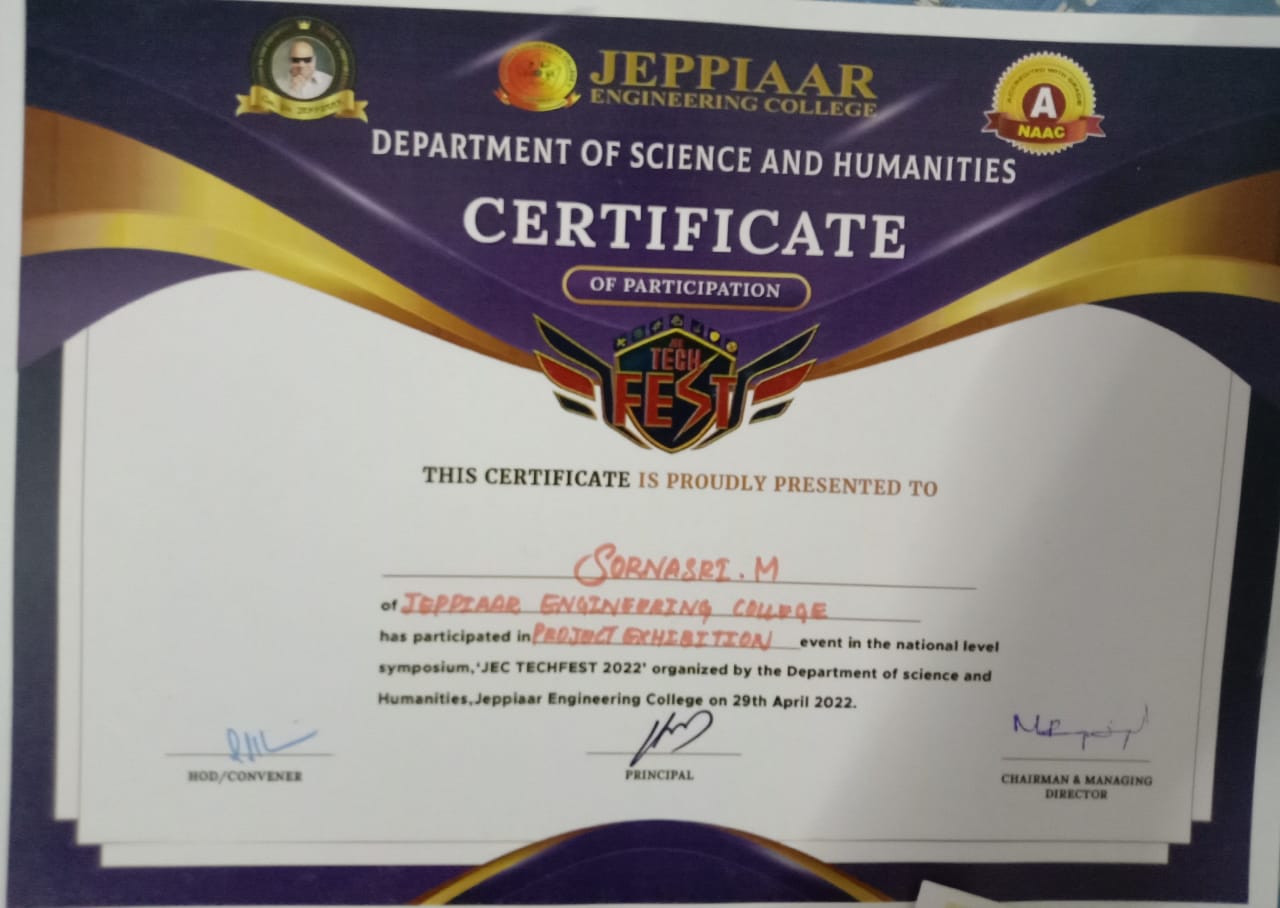 JEPPIAAR
ENGINEERING COLLEGE
ACCREDITED WITH GRADE
A
NAAC
DEPARTMENT OF SCIENCE AND HUMANITIES
CERTIFICATE
OF PARTICIPATION
JEC
TECH
FEST
THIS CERTIFICATE IS PROUDLY PRESENTED TO
SORNASRI. M
of JEPPIAAR ENGINEERING COLLEGE
has participated in PROJECT EXHIBITION event in the national level
symposium,'JEC TECHFEST 2022' organized by the Department of science and
Humanities,Jeppiaar Engineering College on 29th April 2022.
HOD/CONVENER
PRINCIPAL
CHAIRMAN & MANAGING
DIRECTOR